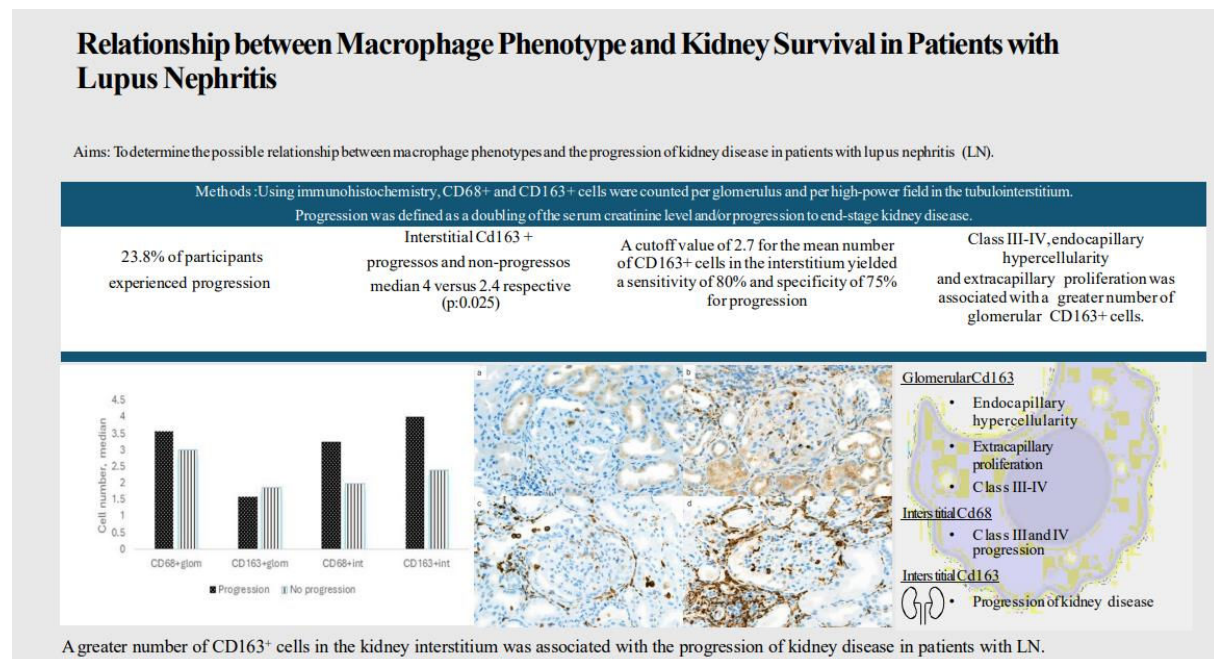 Relationship between Macrophage Phenotype and Kidney Survival in Patients with
Lupus Nephritis
Aims: To determine the possible relationship between macrophage phenotypes and the progression of kidney disease in patients with lupus nephritis (LN).
Methods :Using immunohistochemistry, CD68+ and CD163+ cells were counted per glomerulus and per high-power field in the tubulointerstitium.
Progression was defined as a doubling of the serum creatinine level and/or progression to end-stage kidney disease.
23.8% of participants
experienced progression
Interstitial Cd163 +
progressos and non-progressos
median 4 versus 2.4 respective
(p:0.025)
A cutoff value of 2.7 for the mean number
of CD163+ cells in the interstitium yielded
a sensitivity of 80% and specificity of 75%
for progression
Class III-IV, endocapillary
hypercellularity
and extracapillary proliferation was
associated with a greater number of
glomerular CD163+ cells.
Cell number, median
4.5
4
3.5
3
2.5
2
1.5
1
0.5
0
CD68+glom
CD163+glom
CD68+int
CD163+int
Progression
No progression
a
b
c
d
Glomerular Cd163
• Endocapillary
hypercellularity
• Extracapillary
proliferation
• Class III-IV
Interstitial Cd68
• Class III and IV
progression
Interstitial Cd163
• Progression of kidney disease
A greater number of CD163⁺ cells in the kidney interstitium was associated with the progression of kidney disease in patients with LN.